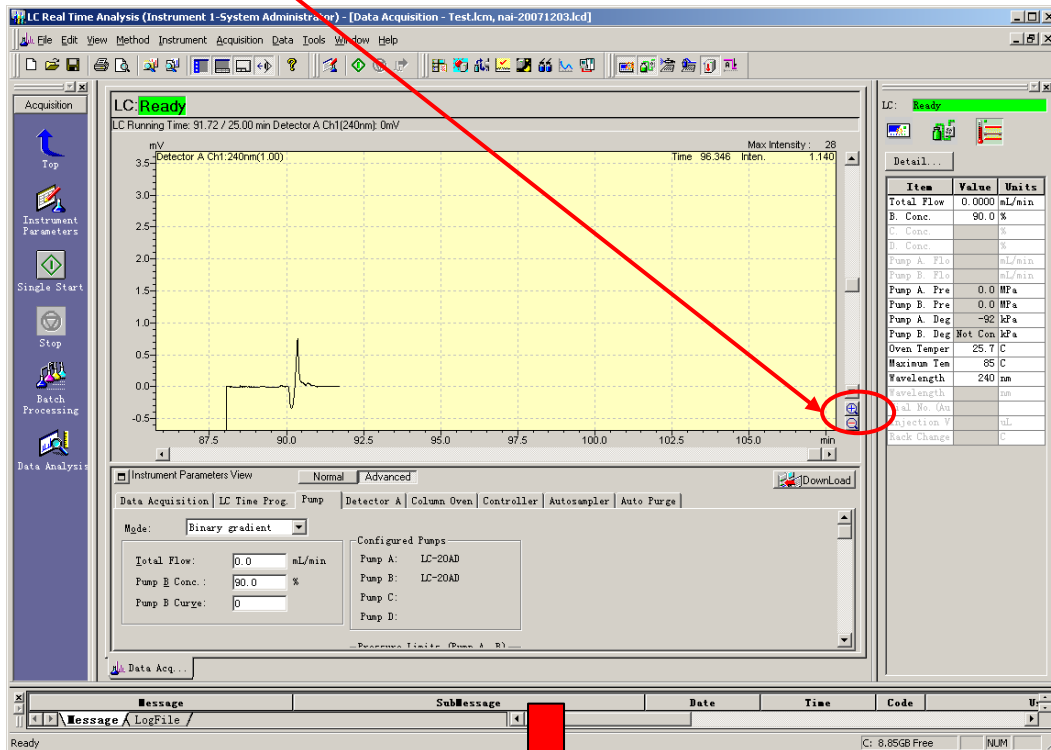 LC Real Time Analysis (Instrument 1-System Administrator) - [Data Acquisition - Test.lcm, nai-20071203.lcd]
File Edit View Method Instrument Acquisition Data Tools Window Help
Acquisition
Top
Instrument
Parameters
Single Start
Stop
Batch
Processing
Data Analysis
LC: Ready
LC Running Time: 91.72 / 25.00 min Detector A Ch1(240nm): 0mV
mV
Max Intensity : 28
Detector A Ch1:240nm(1.00)
Time 96.346 Inten. 1.140
3.5
3.0
2.5
2.0
1.5
1.0
0.5
0.0
-0.5
87.5 90.0 92.5 95.0 97.5 100.0 102.5 105.0 min
Instrument Parameters View Normal Advanced DownLoad
Data Acquisition LC Time Prog. Pump Detector A Column Oven Controller Autosampler Auto Purge
Mode: Binary gradient
Total Flow: 0.0 mL/min
Pump B Conc.: 90.0 %
Pump B Curve: 0
Configured Pumps
Pump A: LC-20AD
Pump B: LC-20AD
Pump C:
Pump D:
Pressure Limits (Pump A, B)
Data Acq...
LC: Ready
Detail...
Item Value Units
Total Flow 0.0000 mL/min
B. Conc. 90.0 %
C. Conc. %
D. Conc. %
Pump A. Flo mL/min
Pump B. Flo mL/min
Pump A. Pre 0.0 MPa
Pump B. Pre 0.0 MPa
Pump A. Deg -92 kPa
Pump B. Deg Not Con kPa
Oven Temper 25.7 C
Maximum Tem 85 C
Wavelength 240 nm
Wavelength nm
ial No. (Au
njection V uL
Rack Change C
Message SubMessage Date Time Code U
Message LogFile
Ready C: 8.85GB Free NUM